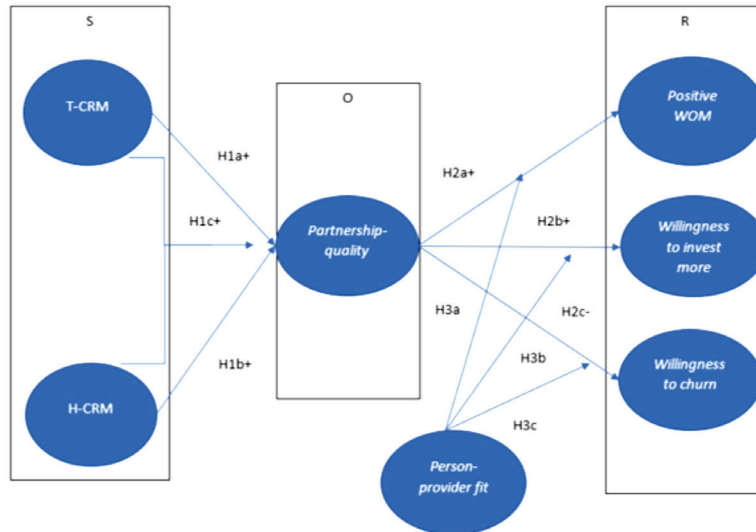 S
R
T-CRM
O
Positive
WOM
H1a+
H2a+
H1c+
Partnership-
quality
H2b+
Willingness
to invest
more
H3a
H2c-
H1b+
H3b
Willingness
to churn
H-CRM
H3c
Person-
provider fit